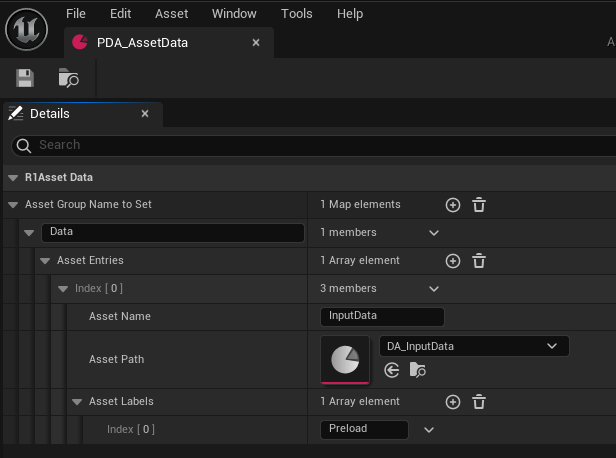 File Edit Asset Window Tools Help
PDA_AssetData
A
Details
Search
R1Asset Data
Asset Group Name to Set 1 Map elements
Data 1 members
Asset Entries 1 Array element
Index [ 0 ] 3 members
Asset Name InputData
Asset Path DA_InputData
Asset Labels 1 Array element
Index [ 0 ] Preload